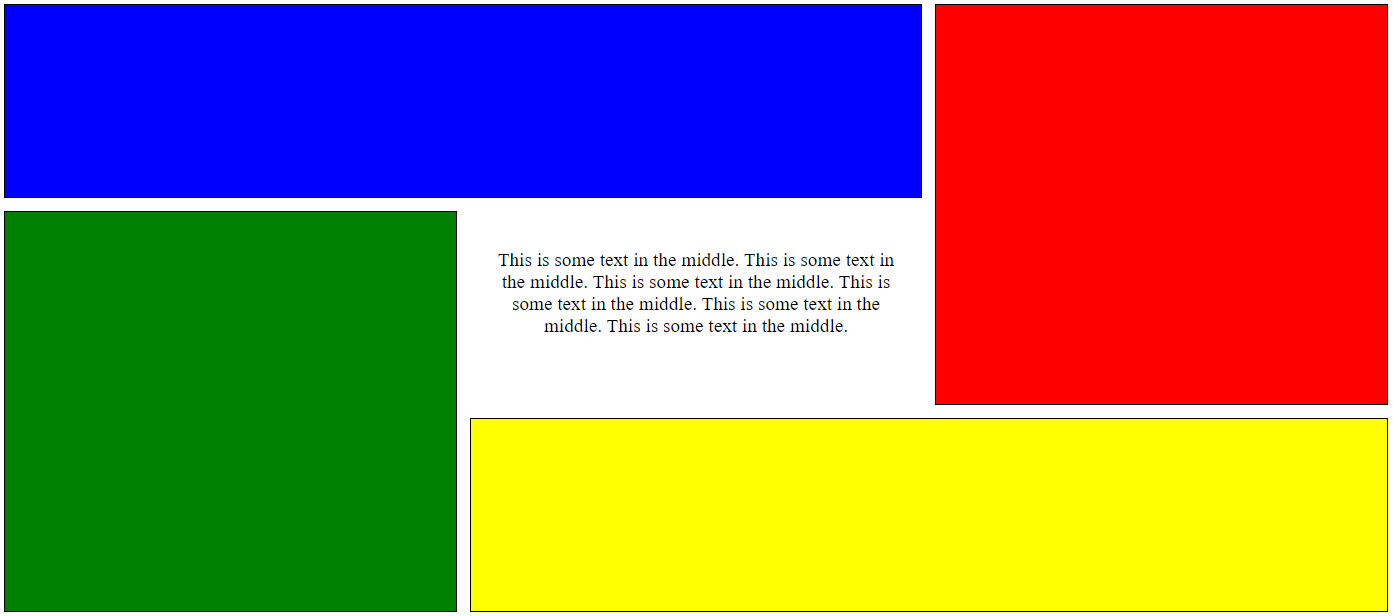 This is some text in the middle. This is some text in
the middle. This is some text in the middle. This is
some text in the middle. This is some text in the
middle. This is some text in the middle.